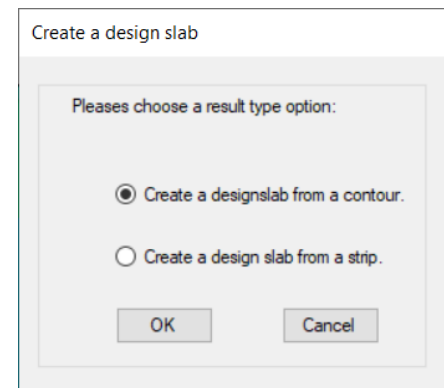 Create a design slab
Pleases choose a result type option:
Create a designslab from a contour.
Create a design slab from a strip.
OK Cancel